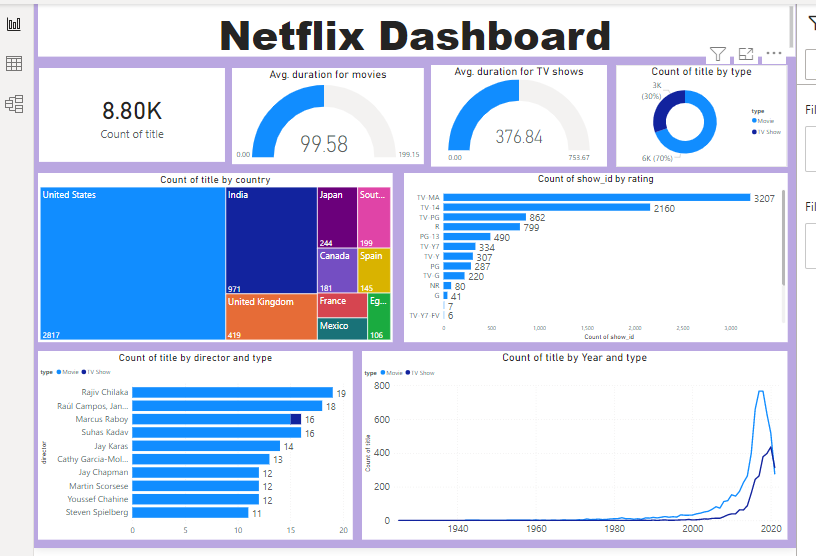 Netflix Dashboard
8.80K
Count of title
Avg. duration for movies
99.58
0.00
199.15
Avg. duration for TV shows
376.84
0.00
753.67
Count of title by type
3K
(30%)
6K (70%)
type
Movie
TV Show
Fil
Fil
Count of title by country
United States
2817
India
971
United Kingdom
419
Japan
244
Sout...
199
Canada
181
Spain
145
France
Mexico
Eg...
106
Count of show_id by rating
TV-MA 3207
TV-14 2160
TV-PG 862
R 799
PG-13 490
TV-Y7 334
TV-Y 307
PG 287
TV-G 220
NR 80
G 41
7
TV-Y7-FV 6
0 500 1,000 1,500 2,000 2,500 3,000
Count of show_id
Count of title by director and type
type Movie TV Show
director
Rajiv Chilaka 19
Raúl Campos, Jan... 18
Marcus Raboy 16
Suhas Kadav 16
Jay Karas 14
Cathy Garcia-Mol... 13
Jay Chapman 12
Martin Scorsese 12
Youssef Chahine 12
Steven Spielberg 11
0 5 10 15 20
Count of title by Year and type
type Movie TV Show
Count of title
800
600
400
200
0
1940 1960 1980 2000 2020